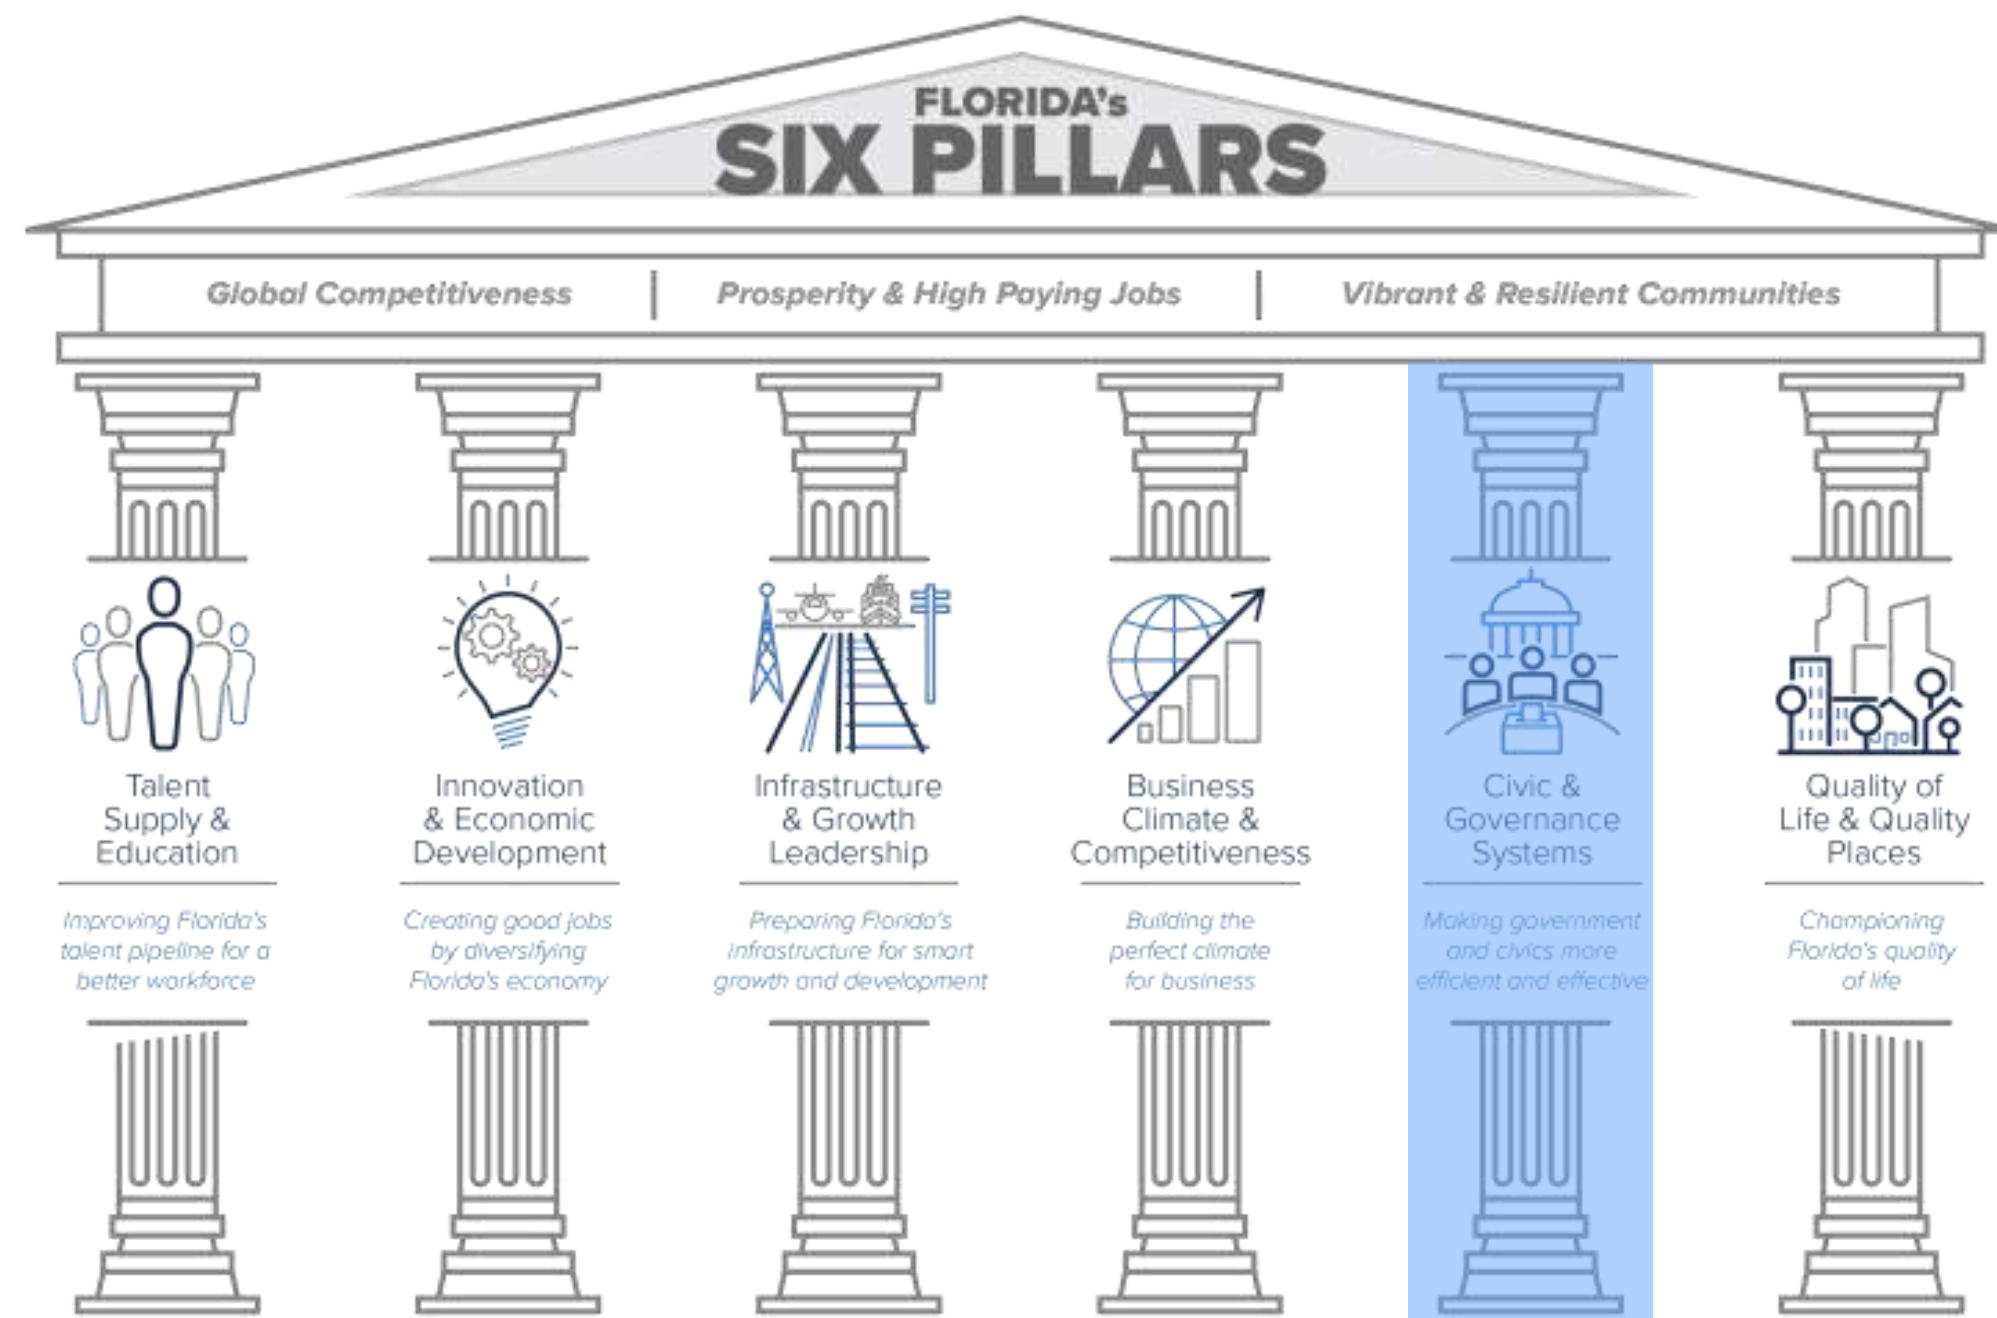 FLORIDA's
SIX PILLARS
Global Competitiveness
Prosperity & High Paying Jobs
Vibrant & Resilient Communities
Talent
Supply &
Education
Improving Florida's
talent pipeline for a
better workforce
Innovation
& Economic
Development
Creating good jobs
by diversifying
Florida's economy
Infrastructure
& Growth
Leadership
Preparing Florida's
infrastructure for smart
growth and development
Business
Climate &
Competitiveness
Building the
perfect climate
for business
Civic &
Governance
Systems
Making government
and civics more
efficient and effective
Quality of
Life & Quality
Places
Championing
Florida's quality
of life